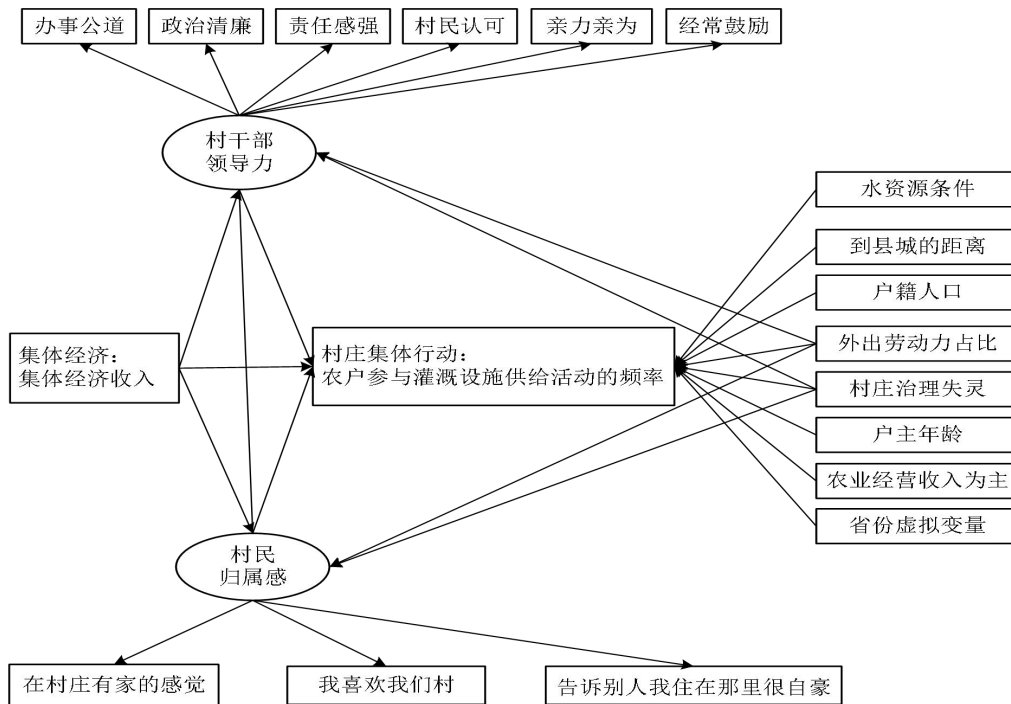 办事公道
政治清廉
责任感强
村民认可
亲力亲为
经常鼓励
村干部
领导力
水资源条件
到县城的距离
户籍人口
外出劳动力占比
村庄治理失灵
户主年龄
农业经营收入为主
省份虚拟变量
集体经济：
集体经济收入
村庄集体行动：
农户参与灌溉设施供给活动的频率
村民
归属感
在村庄有家的感觉
我喜欢我们村
告诉别人我住在那里很自豪